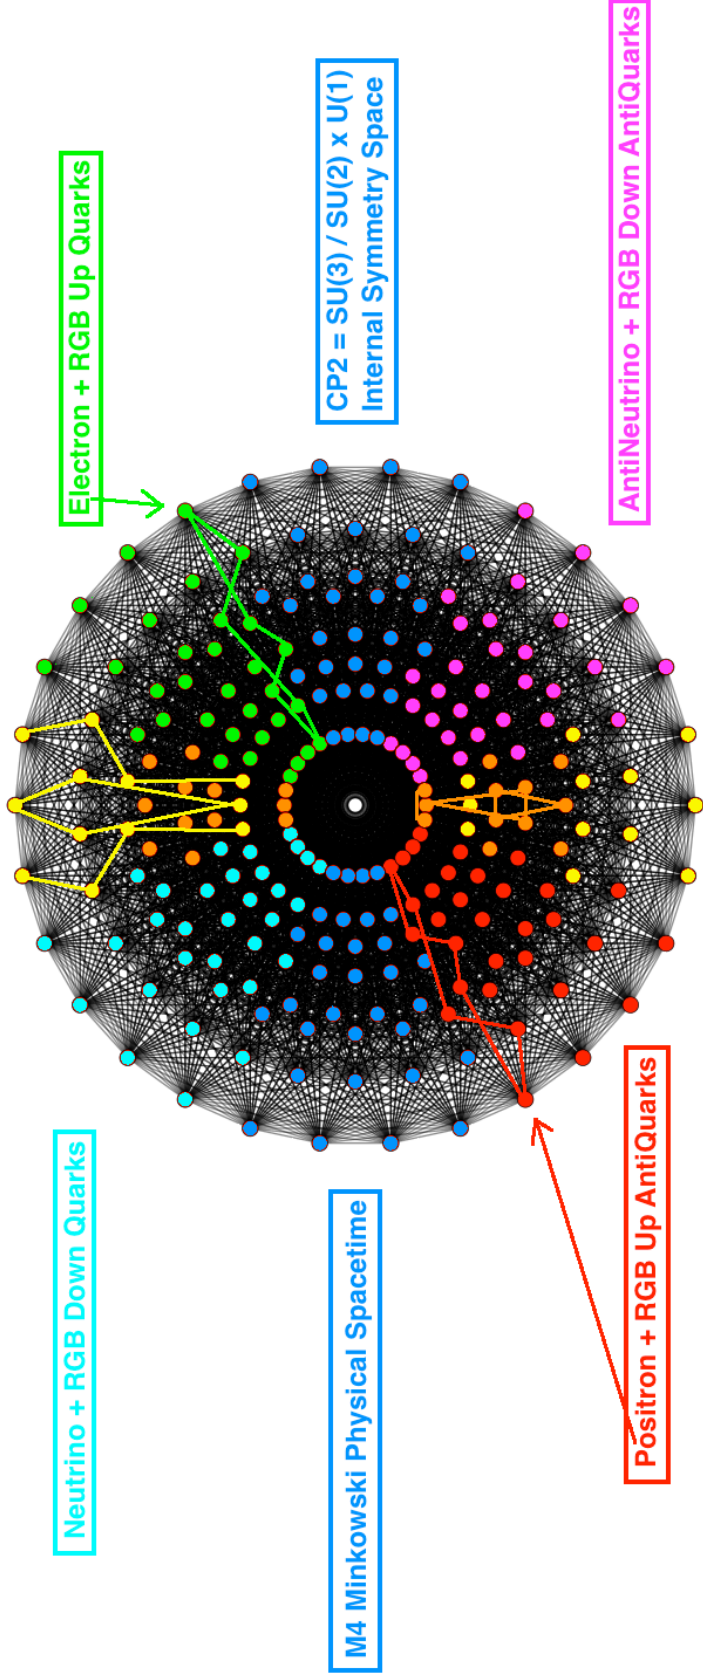 Electron + RGB Up Quarks
CP2 = SU(3) / SU(2) x U(1)
Internal Symmetry Space
AntiNeutrino + RGB Down AntiQuarks
Neutrino + RGB Down Quarks
M4 Minkowski Physical Spacetime
Positron + RGB Up AntiQuarks